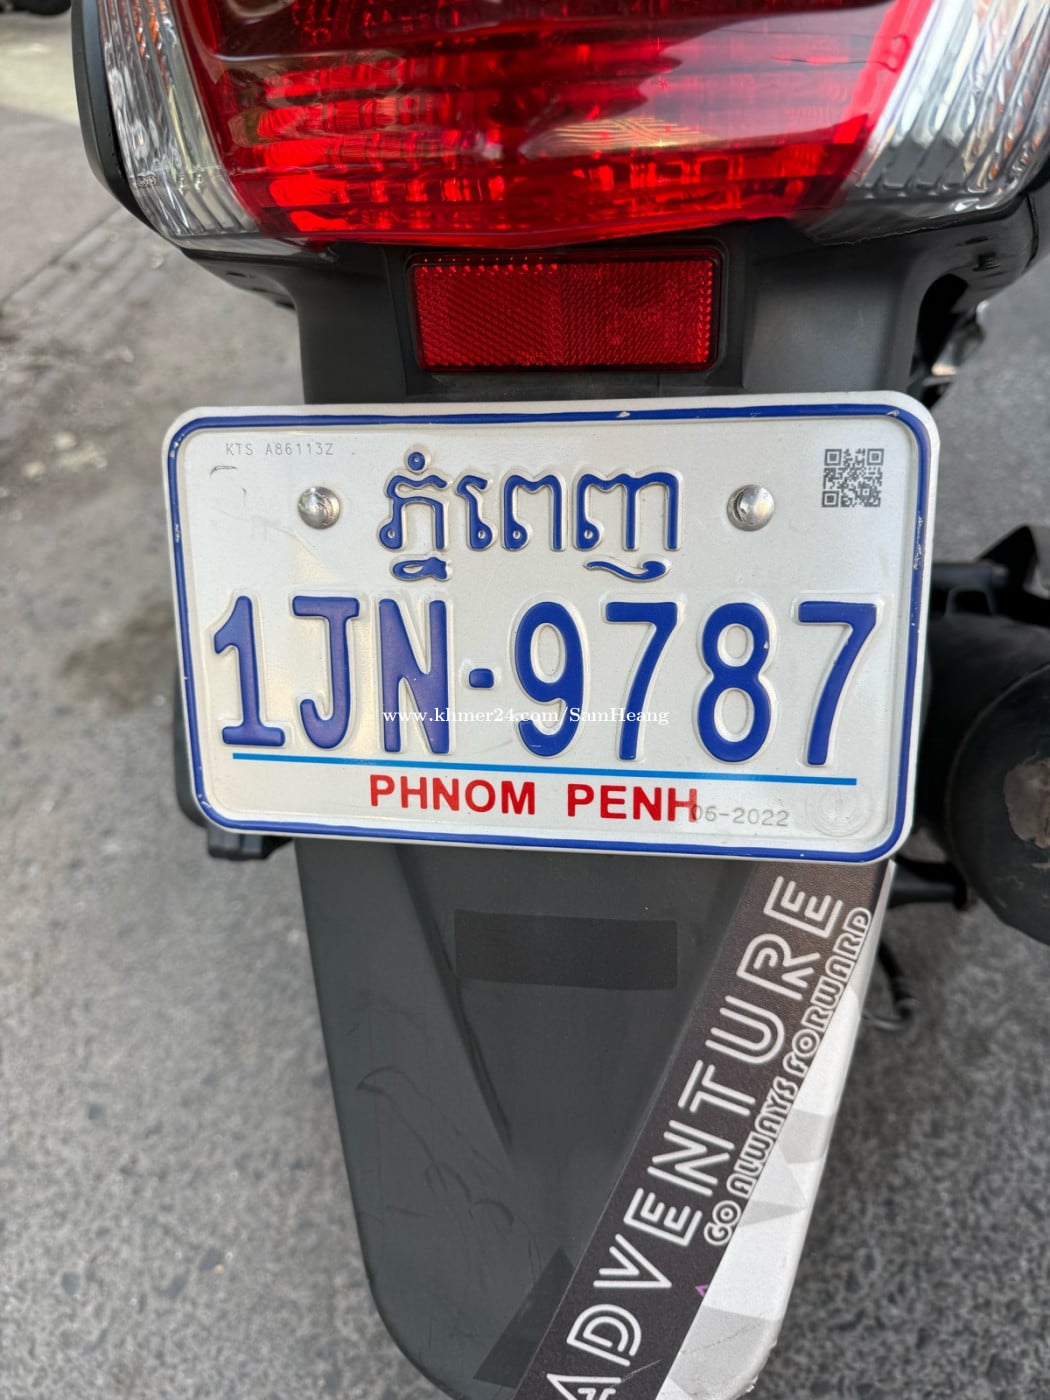 KTS A86113Z
ភ្នំពេញ
1JN-9787
www.khmer24.com/SamHeang
PHNOM PENH
06-2022
ADVENTURE
GO ALWAYS FORWARD